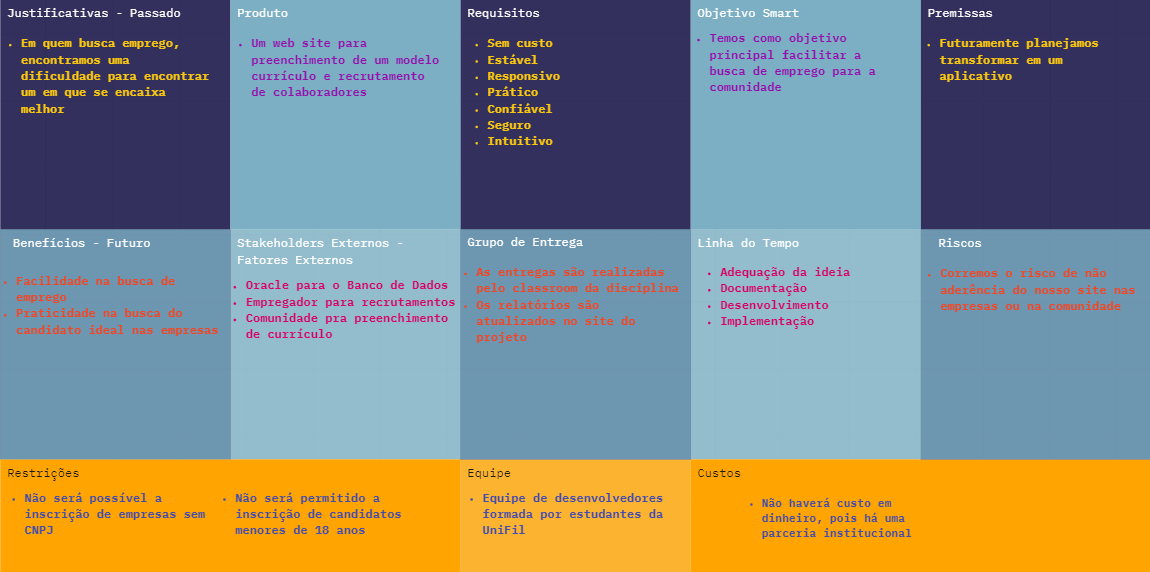 Justificativas - Passado
• Em quem busca emprego,
encontramos uma
dificuldade para encontrar
um em que se encaixa
melhor
Produto
• Um web site para
preenchimento de um modelo
currículo e recrutamento
de colaboradores
Requisitos
• Sem custo
• Estável
• Responsivo
• Prático
• Confiável
• Seguro
• Intuitivo
Objetivo Smart
• Temos como objetivo
principal facilitar a
busca de emprego para a
comunidade
Premissas
• Futuramente planejamos
transformar em um
aplicativo
Benefícios - Futuro
• Facilidade na busca de
emprego
• Praticidade na busca do
candidato ideal nas empresas
Stakeholders Externos -
Fatores Externos
• Oracle para o Banco de Dados
• Empregador para recrutamentos
• Comunidade pra preenchimento
de currículo
Grupo de Entrega
• As entregas são realizadas
pelo classroom da disciplina
• Os relatórios são
atualizados no site do
projeto
Linha do Tempo
• Adequação da ideia
• Documentação
• Desenvolvimento
• Implementação
Riscos
• Corremos o risco de não
aderência do nosso site nas
empresas ou na comunidade
Restrições
• Não será possível a
inscrição de empresas sem
CNPJ
• Não será permitido a
inscrição de candidatos
menores de 18 anos
Equipe
• Equipe de desenvolvedores
formada por estudantes da
UniFil
Custos
• Não haverá custo em
dinheiro, pois há uma
parceria institucional